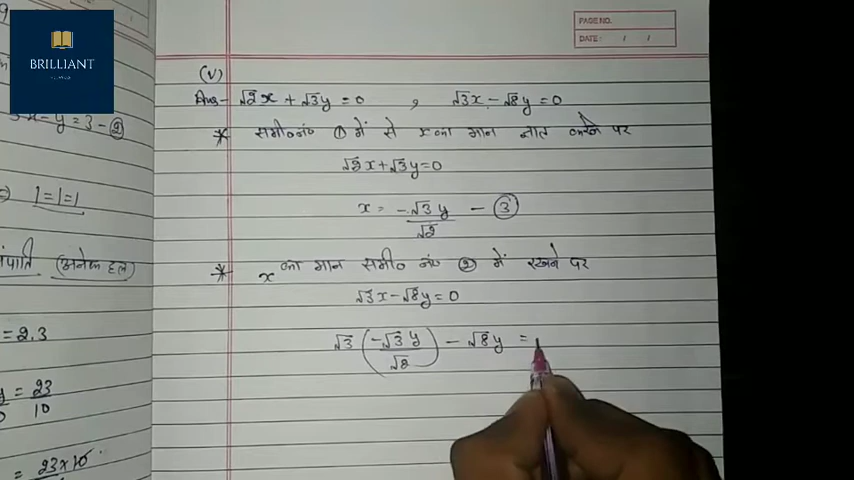 BRILLIANT
PAGE NO.
DATE: / /
3x-y=3-②
1=1=1
(अनेक हल)
=2.3
= 23/10
= 23×10
(v)
Ans- √2x + √3y = 0 , √3x - √8y = 0
* समी० नं० ① में से x का मान ज्ञात करने पर
√2x+√3y=0
x = -√3y/√2 - ③
* x का मान समी० नं० ② में रखने पर
√3x-√8y=0
√3(-√3y/√2) - √8y =